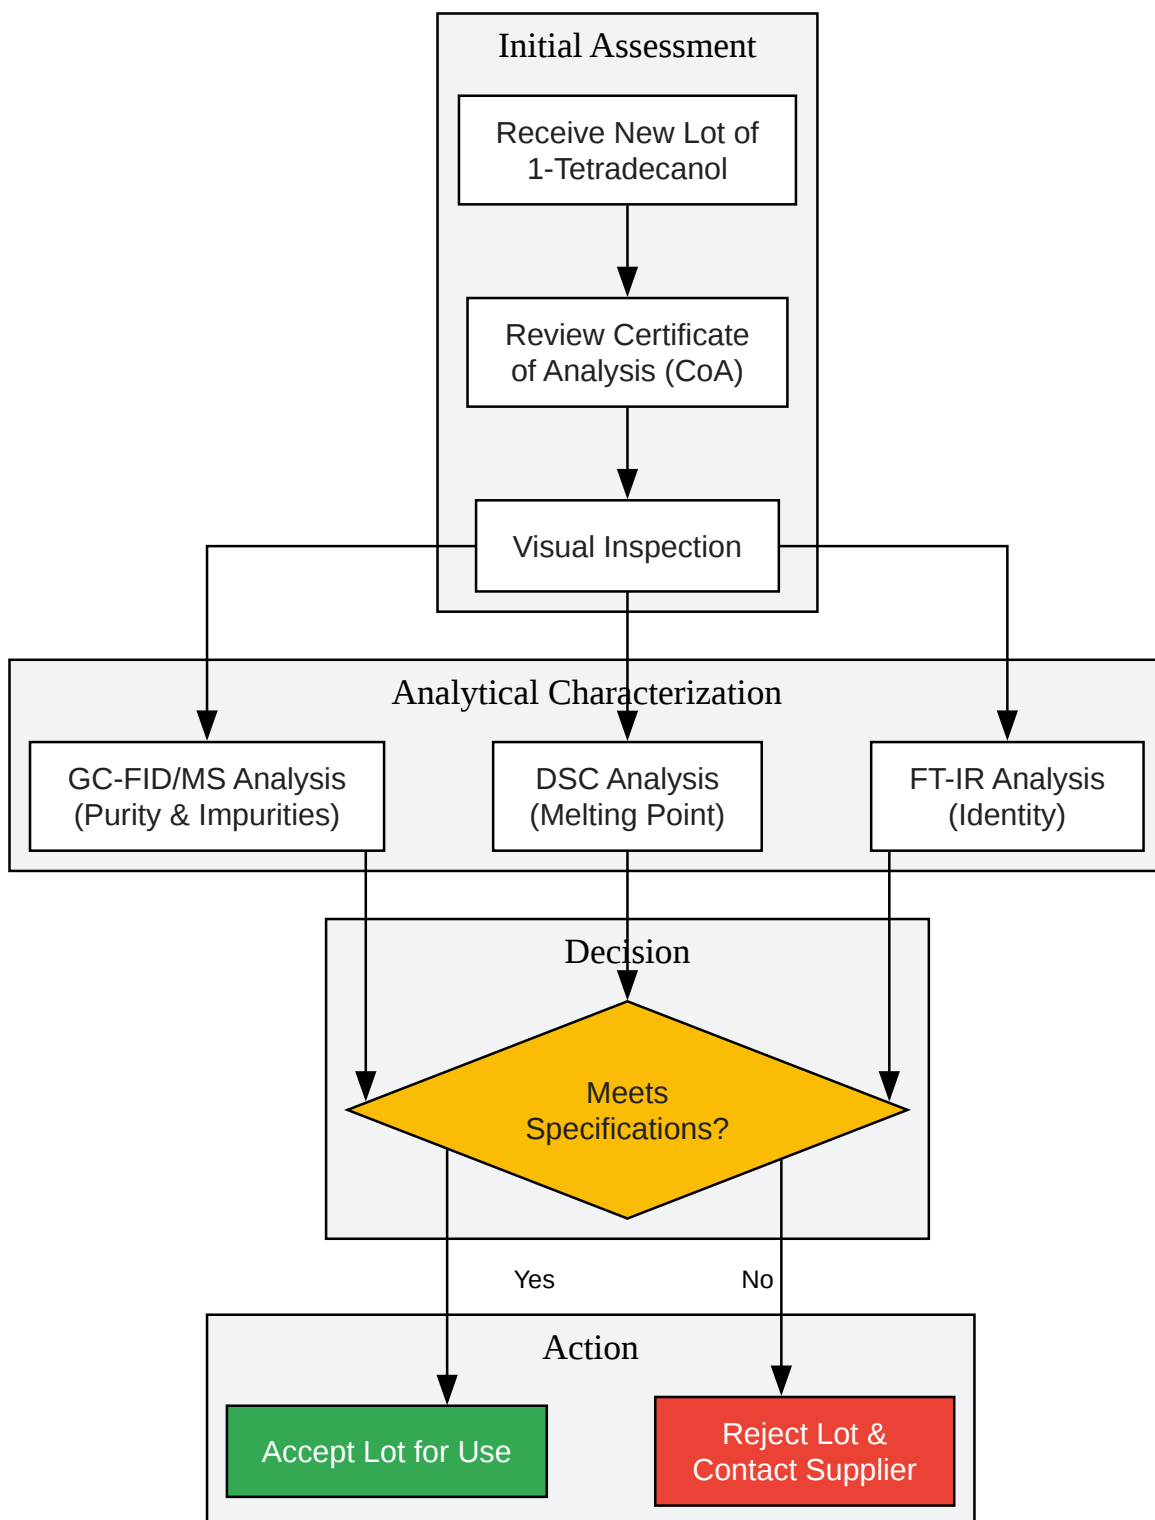 Initial Assessment
Receive New Lot of
1-Tetradecanol
Review Certificate
of Analysis (CoA)
Visual Inspection
Analytical Characterization
GC-FID/MS Analysis
(Purity & Impurities)
DSC Analysis
(Melting Point)
FT-IR Analysis
(Identity)
Decision
Meets
Specifications?
Yes
No
Action
Accept Lot for Use
Reject Lot &
Contact Supplier